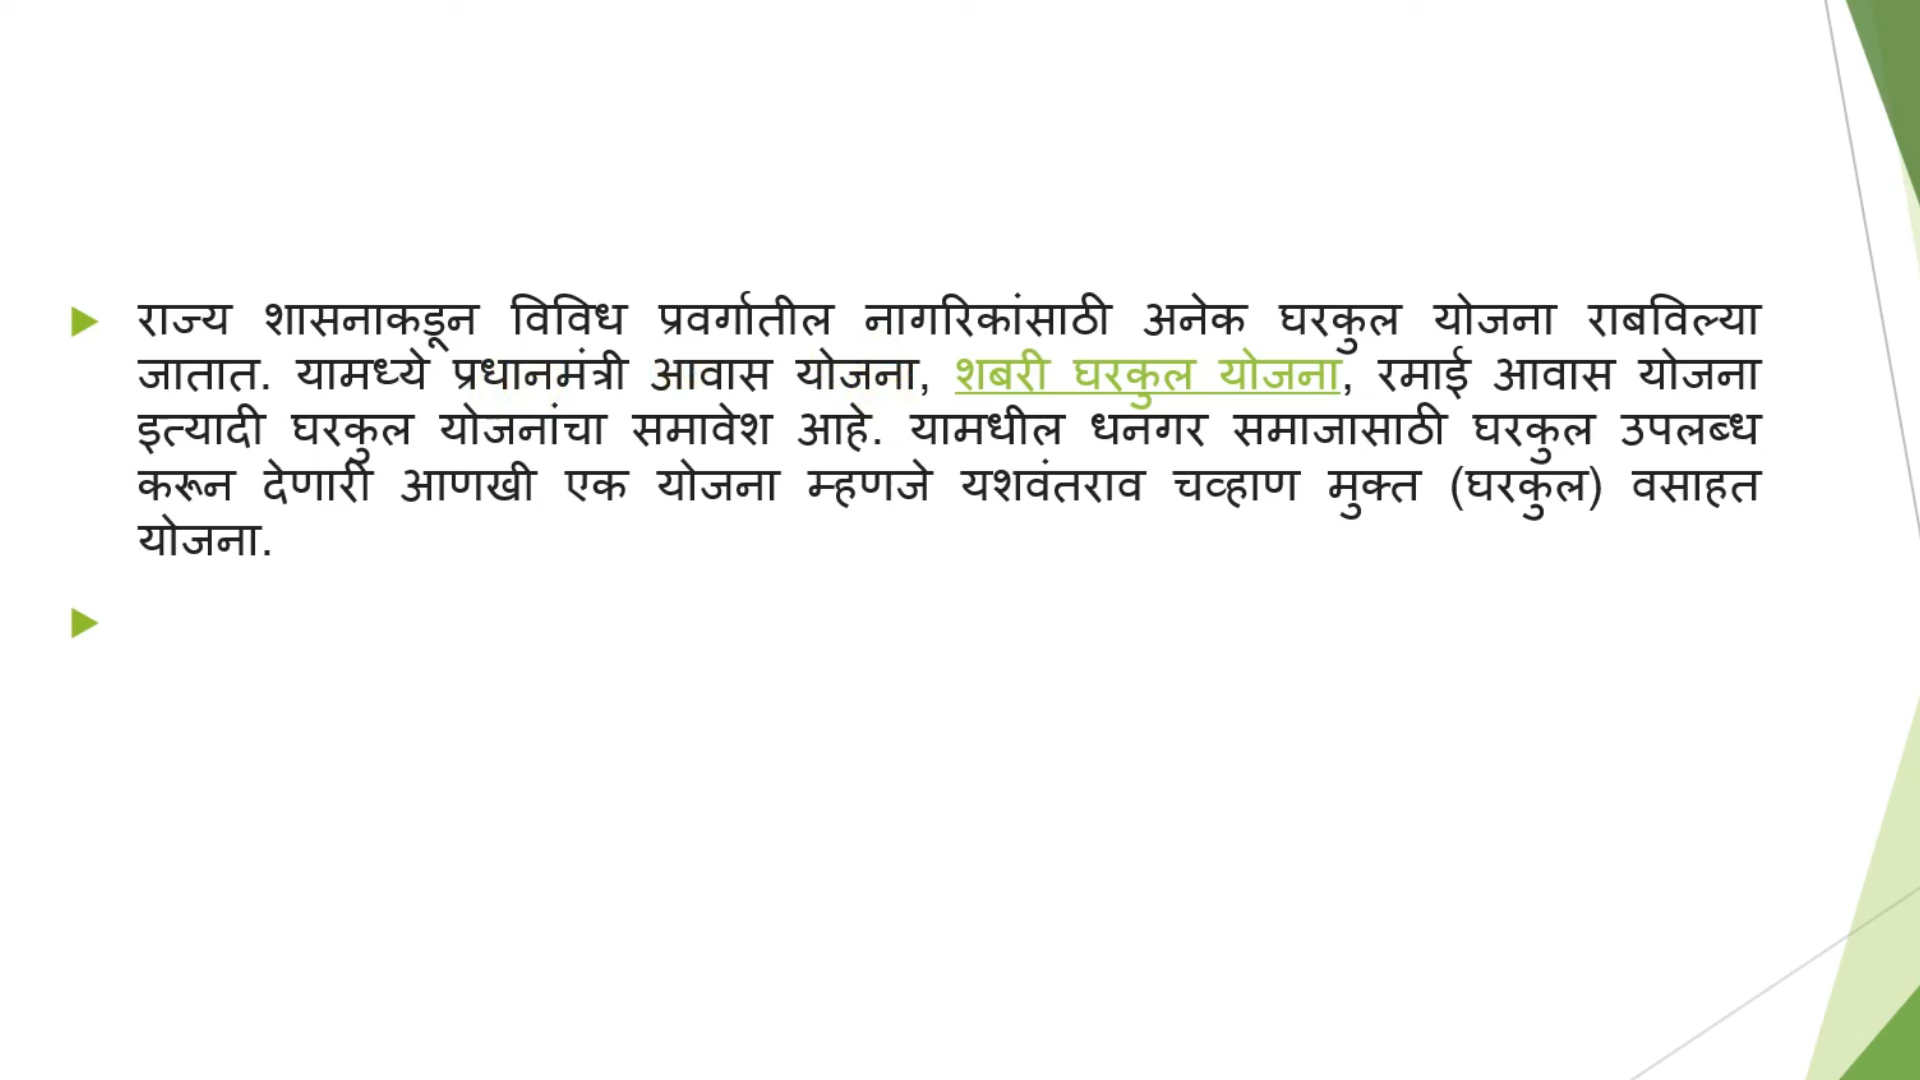 राज्य शासनाकडून विविध प्रवर्गातील नागरिकांसाठी अनेक घरकुल योजना राबविल्या
जातात. यामध्ये प्रधानमंत्री आवास योजना, शबरी घरकुल योजना, रमाई आवास योजना
इत्यादी घरकुल योजनांचा समावेश आहे. यामधील धनगर समाजासाठी घरकुल उपलब्ध
करून देणारी आणखी एक योजना म्हणजे यशवंतराव चव्हाण मुक्त (घरकुल) वसाहत
योजना.